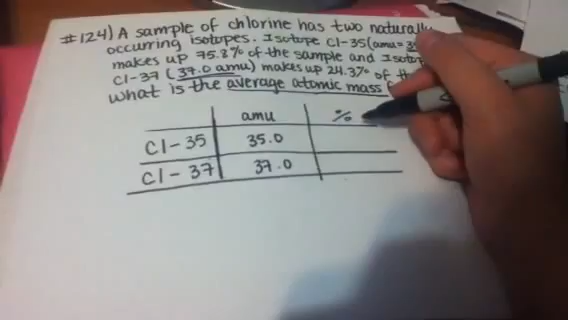 #124) A sample of chlorine has two naturally
occurring isotopes. Isotope Cl-35 (amu=
makes up 75.8% of the sample and
Cl-37 (37.0 amu) makes up 24.3% of
What is the average atomic mass
amu %
Cl-35 35.0
Cl-37 37.0